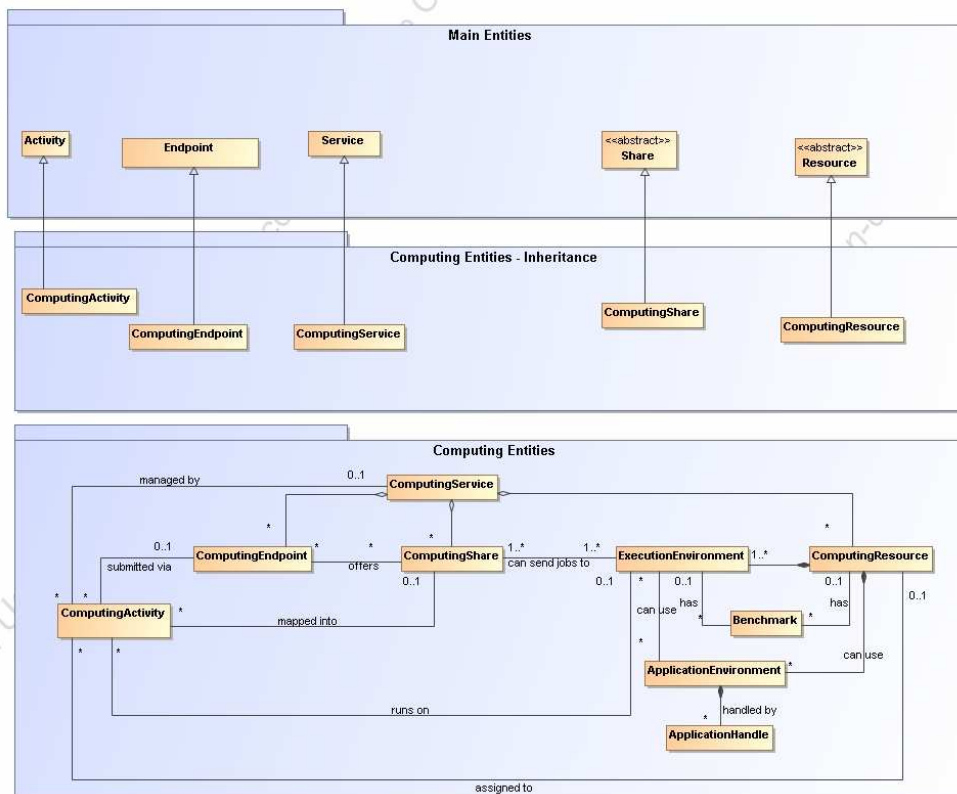 Main Entities
Activity
Endpoint
Service
<<abstract>>
Share
<<abstract>>
Resource
Computing Entities - Inheritance
ComputingActivity
ComputingEndpoint
ComputingService
ComputingShare
ComputingResource
Computing Entities
managed by
0..1
ComputingService
*
*
*
0..1
ComputingEndpoint
*
*
ComputingShare
1..*
1..*
ExecutionEnvironment
1..*
ComputingResource
submitted via
offers
can send jobs to
0..1
0..1
*
0..1
0..1
0..1
can use
has
has
*
*
ComputingActivity
*
mapped into
*
Benchmark
*
*
*
*
ApplicationEnvironment
*
can use
runs on
handled by
*
ApplicationHandle
assigned to